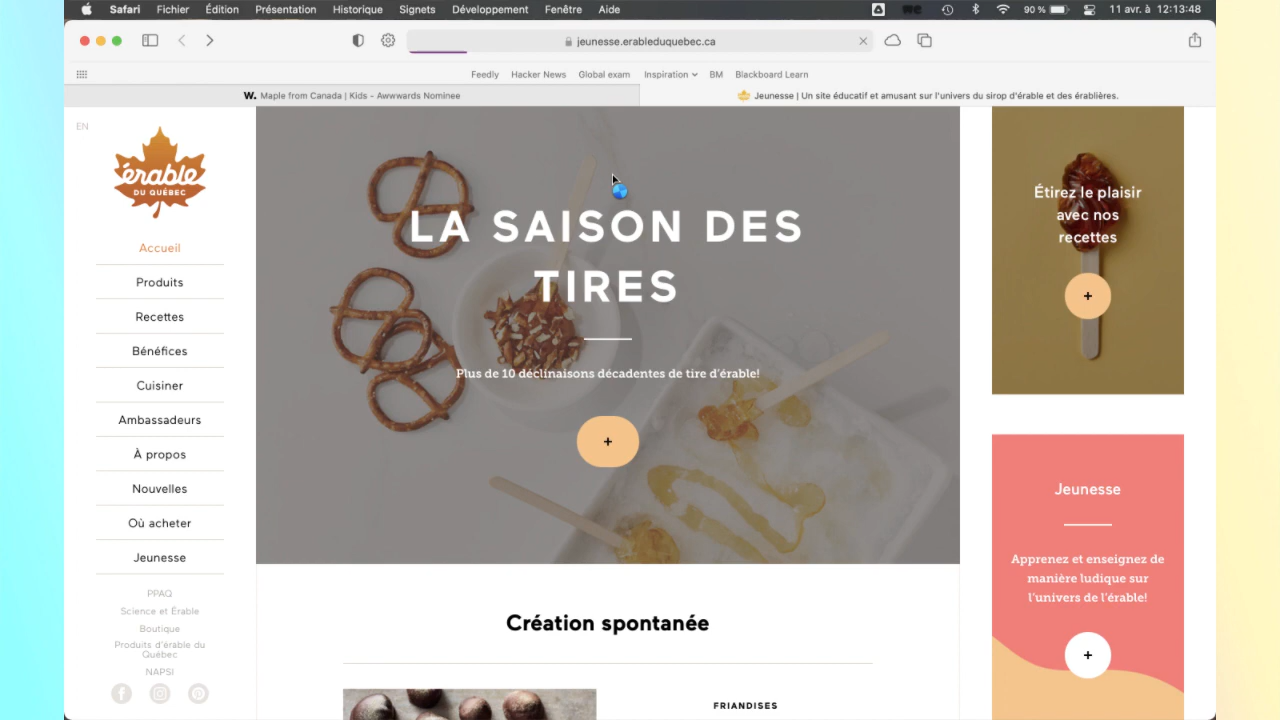 Safari Fichier Édition Présentation Historique Signets Développement Fenêtre Aide
90 % 11 avr. à 12:13:48
jeunesse.erableduquebec.ca
Feedly Hacker News Global exam Inspiration BM Blackboard Learn
W. Maple from Canada | Kids - Awwwards Nominee
Jeunesse | Un site éducatif et amusant sur l'univers du sirop d'érable et des érablières.
EN
érable
DU QUÉBEC
Accueil
Produits
Recettes
Bénéfices
Cuisiner
Ambassadeurs
À propos
Nouvelles
Où acheter
Jeunesse
PPAQ
Science et Érable
Boutique
Produits d'érable du
Québec
NAPSI
LA SAISON DES
TIRES
Plus de 10 déclinaisons décadentes de tire d'érable!
+
Création spontanée
FRIANDISES
Étirez le plaisir
avec nos
recettes
+
Jeunesse
Apprenez et enseignez de
manière ludique sur
l'univers de l'érable!
+